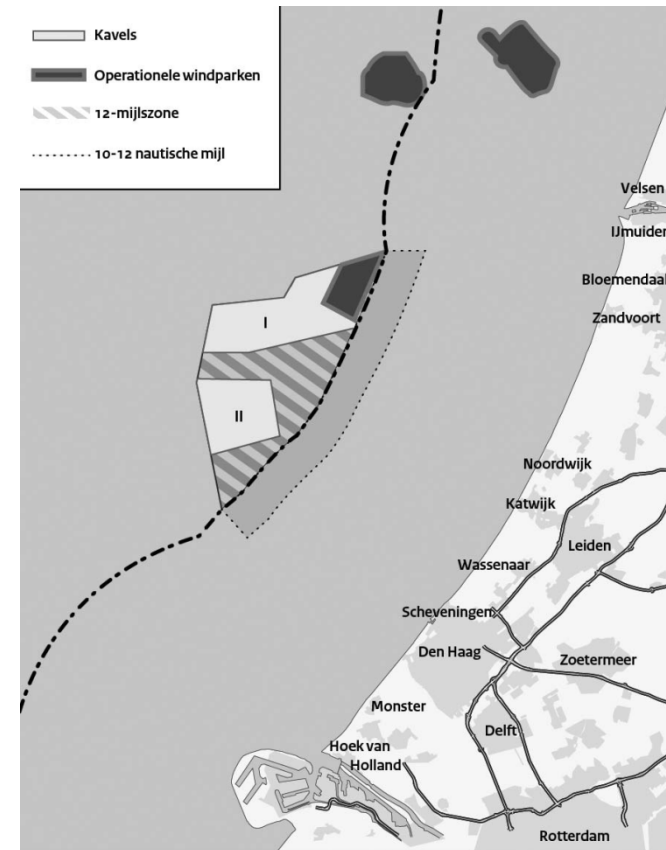 Kavels
Operationele windparken
12-mijlszone
10-12 nautische mijl
Velsen
IJmuiden
Bloemendaal
Zandvoort
I
II
Noordwijk
Katwijk
Leiden
Wassenaar
Scheveningen
Den Haag
Zoetermeer
Monster
Delft
Hoek van
Holland
Rotterdam